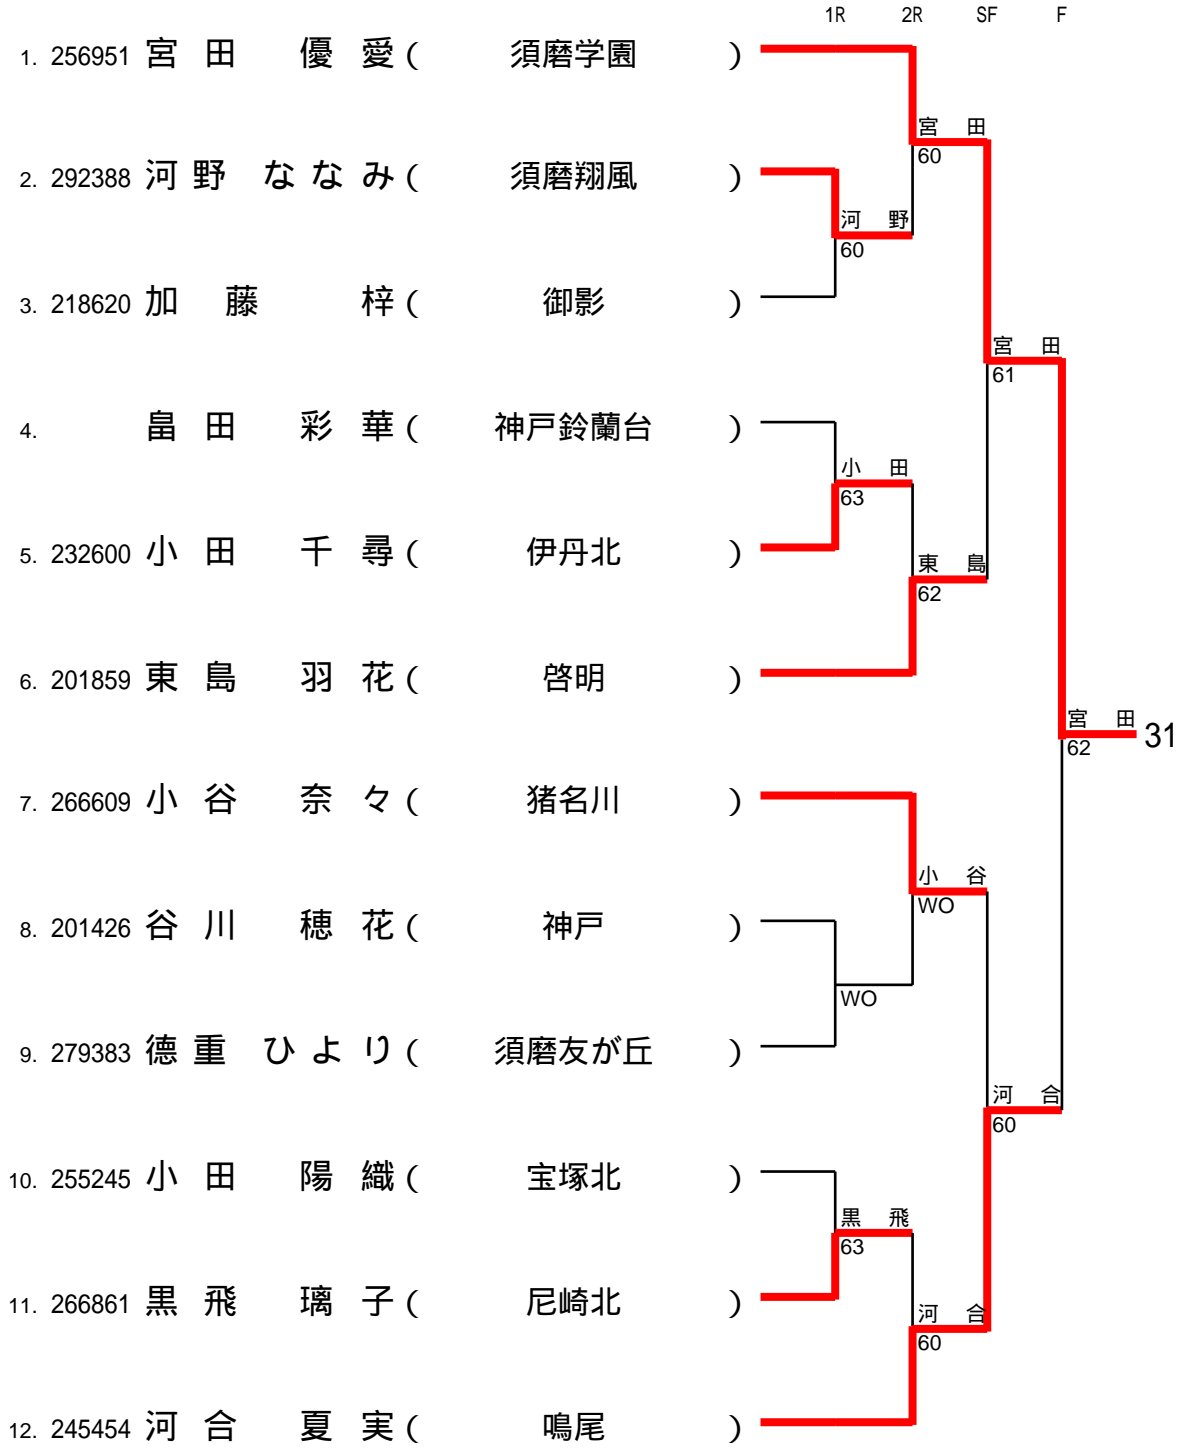 1R 2R SF F
1. 256951 宮田 優愛 ( 須磨学園 )
宮田
60
2. 292388 河野 ななみ ( 須磨翔風 )
河野
60
3. 218620 加藤 梓 ( 御影 )
宮田
61
4. 畠田 彩華 ( 神戸鈴蘭台 )
小田
63
5. 232600 小田 千尋 ( 伊丹北 )
東島
62
6. 201859 東島 羽花 ( 啓明 )
宮田
62
31
7. 266609 小谷 奈々 ( 猪名川 )
小谷
WO
8. 201426 谷川 穂花 ( 神戸 )
WO
9. 279383 德重 ひより ( 須磨友が丘 )
河合
60
10. 255245 小田 陽織 ( 宝塚北 )
黒飛
63
11. 266861 黒飛 璃子 ( 尼崎北 )
河合
60
12. 245454 河合 夏実 ( 鳴尾 )